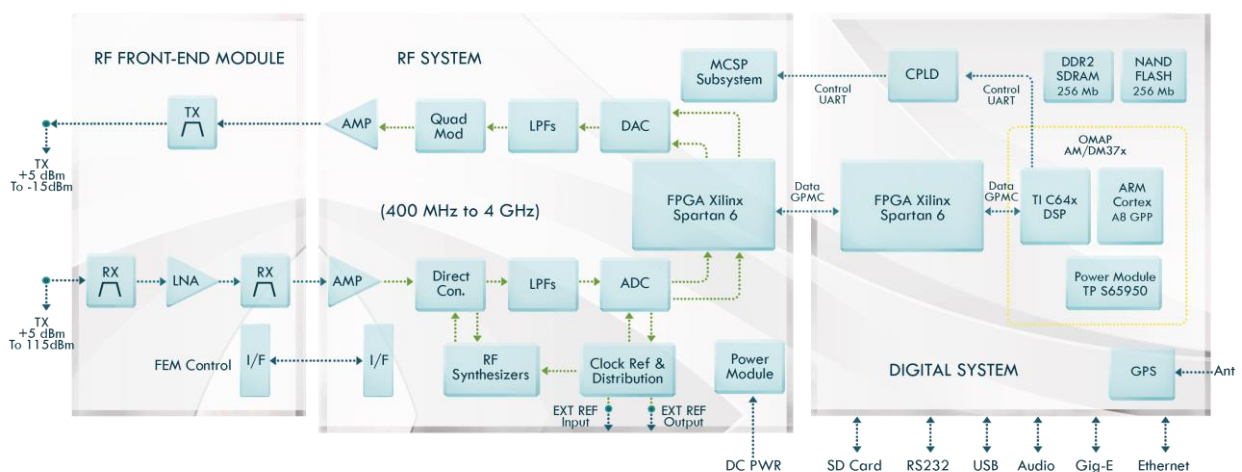 RF FRONT-END MODULE
RF SYSTEM
MCSP
Subsystem
CPLD
DDR2
SDRAM
256 Mb
NAND
FLASH
256 Mb
Control
UART
Control
UART
TX
AMP
Quad
Mod
LPFs
DAC
TX
+5 dBm
To -15dBm
OMAP
AM/DM37x
(400 MHz to 4 GHz)
FPGA Xilinx
Spartan 6
Data
GPMC
FPGA Xilinx
Spartan 6
Data
GPMC
TI C64x
DSP
ARM
Cortex
A8 GPP
RX
LNA
RX
AMP
Direct
Con.
LPFs
ADC
Power Module
TP S65950
TX
+5 dBm
To 115dBm
FEM Control
I/F
I/F
RF
Synthesizers
Clock Ref &
Distribution
Power
Module
DIGITAL SYSTEM
GPS
Ant
EXT REF
Input
EXT REF
Output
DC PWR
SD Card
RS232
USB
Audio
Gig-E
Ethernet